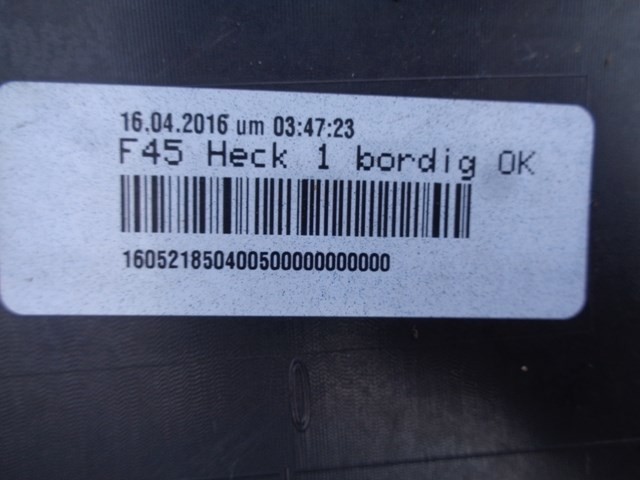 16.04.2016 um 03:47:23
F45 Heck 1 bordig OK
1605218504005000000000000